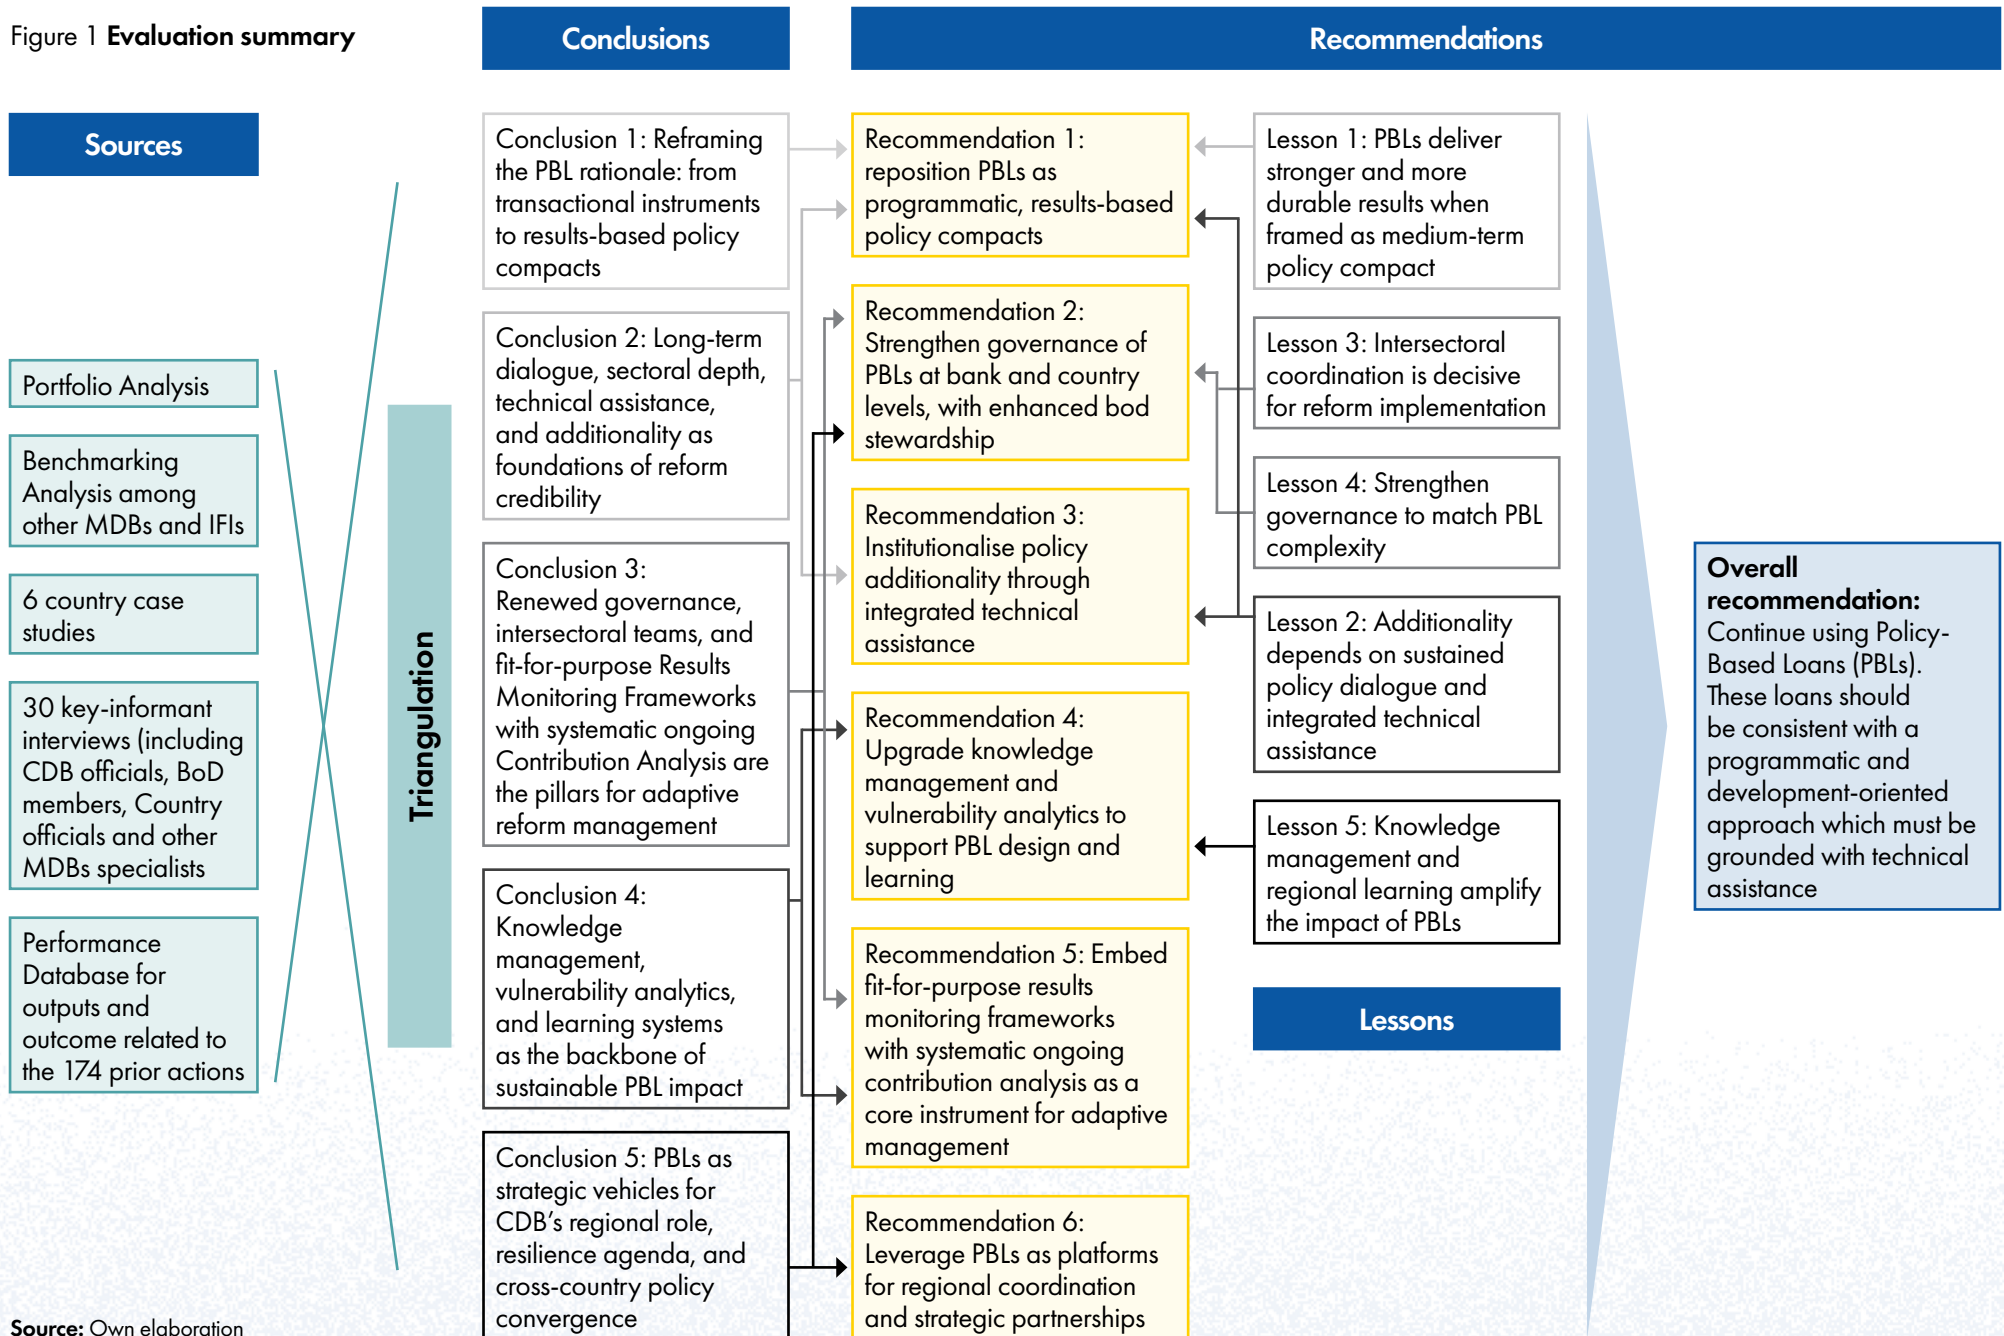 Figure 1 Evaluation summary
Conclusions
Recommendations
Sources
Portfolio Analysis
Benchmarking
Analysis among
other MDBs and IFIs
6 country case
studies
30 key-informant
interviews (including
CDB officials, BoD
members, Country
officials and other
MDBs specialists
Performance
Database for
outputs and
outcome related to
the 174 prior actions
Triangulation
Conclusion 1: Reframing
the PBL rationale: from
transactional instruments
to results-based policy
compacts
Conclusion 2: Long-term
dialogue, sectoral depth,
technical assistance,
and additionality as
foundations of reform
credibility
Conclusion 3:
Renewed governance,
intersectoral teams, and
fit-for-purpose Results
Monitoring Frameworks
with systematic ongoing
Contribution Analysis are
the pillars for adaptive
reform management
Conclusion 4:
Knowledge
management,
vulnerability analytics,
and learning systems
as the backbone of
sustainable PBL impact
Conclusion 5: PBLs as
strategic vehicles for
CDB's regional role,
resilience agenda, and
cross-country policy
convergence
Recommendation 1:
reposition PBLs as
programmatic, results-based
policy compacts
Recommendation 2:
Strengthen governance of
PBLs at bank and country
levels, with enhanced bod
stewardship
Recommendation 3:
Institutionalise policy
additionality through
integrated technical
assistance
Recommendation 4:
Upgrade knowledge
management and
vulnerability analytics to
support PBL design and
learning
Recommendation 5: Embed
fit-for-purpose results
monitoring frameworks
with systematic ongoing
contribution analysis as a
core instrument for adaptive
management
Recommendation 6:
Leverage PBLs as platforms
for regional coordination
and strategic partnerships
Lesson 1: PBLs deliver
stronger and more
durable results when
framed as medium-term
policy compact
Lesson 3: Intersectoral
coordination is decisive
for reform implementation
Lesson 4: Strengthen
governance to match PBL
complexity
Lesson 2: Additionality
depends on sustained
policy dialogue and
integrated technical
assistance
Lesson 5: Knowledge
management and
regional learning amplify
the impact of PBLs
Lessons
Overall
recommendation:
Continue using Policy-
Based Loans (PBLs).
These loans should
be consistent with a
programmatic and
development-oriented
approach which must be
grounded with technical
assistance
Source: Own elaboration